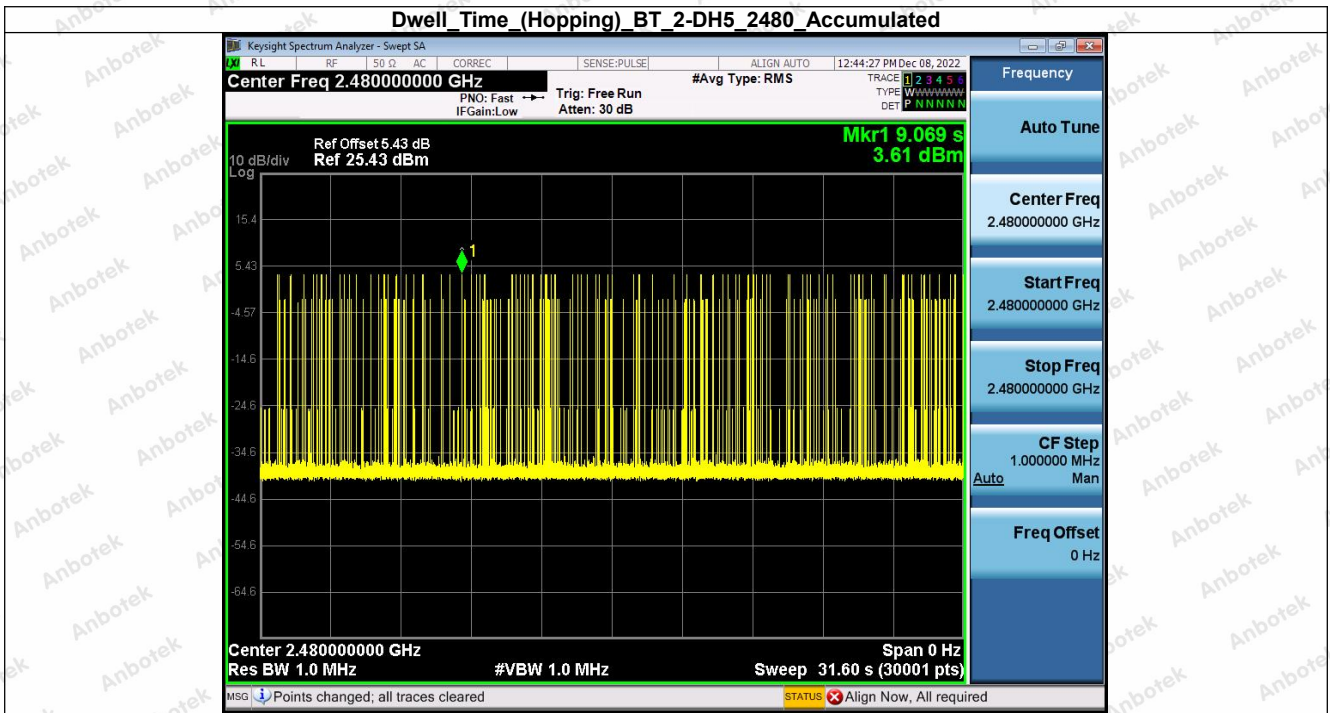 Dwell_Time_(Hopping)_BT_2-DH5_2480_Accumulated
Keysight Spectrum Analyzer - Swept SA
LXI RL RF 50 Ω AC CORREC SENSE:PULSE ALIGN AUTO 12:44:27 PM Dec 08, 2022
Center Freq 2.480000000 GHz
PNO: Fast
IFGain:Low
Trig: Free Run
Atten: 30 dB
#Avg Type: RMS
TRACE 1 2 3 4 5 6
TYPE WWWWWW
DET P N N N N N
Frequency
Mkr1 9.069 s
3.61 dBm
Ref Offset 5.43 dB
10 dB/div Ref 25.43 dBm
Log
15.4
5.43
-4.57
-14.6
-24.6
-34.6
-44.6
-54.6
-64.6
1
Center 2.480000000 GHz
Span 0 Hz
Res BW 1.0 MHz
#VBW 1.0 MHz
Sweep 31.60 s (30001 pts)
Auto Tune
Center Freq
2.480000000 GHz
Start Freq
2.480000000 GHz
Stop Freq
2.480000000 GHz
CF Step
1.000000 MHz
Auto Man
Freq Offset
0 Hz
MSG Points changed; all traces cleared
STATUS Align Now, All required
Anbotek